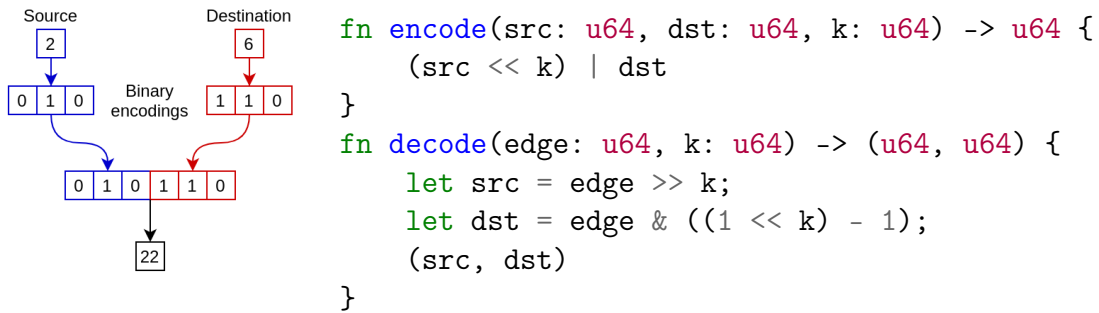 Source Destination
2 6
0 1 0 Binary encodings 1 1 0
0 1 0 1 1 0
22
fn encode(src: u64, dst: u64, k: u64) -> u64 {
    (src << k) | dst
}
fn decode(edge: u64, k: u64) -> (u64, u64) {
    let src = edge >> k;
    let dst = edge & ((1 << k) - 1);
    (src, dst)
}